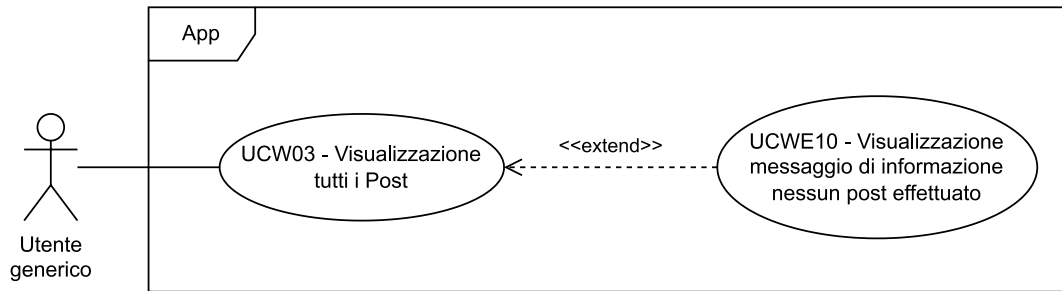 App
Utente
generico
UCW03 - Visualizzazione
tutti i Post
<<extend>>
UCWE10 - Visualizzazione
messaggio di informazione
nessun post effettuato